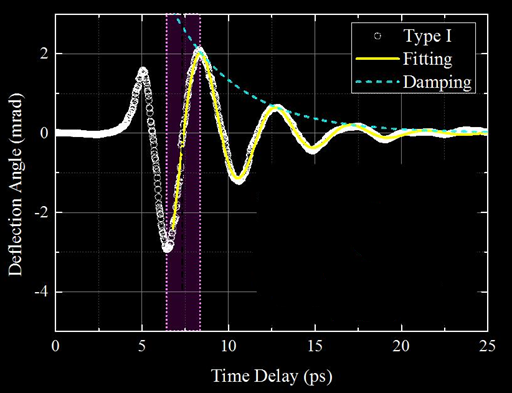 Type I
Fitting
Damping
2
0
-2
-4
Deflection Angle (mrad)
0 5 10 15 20 25
Time Delay (ps)